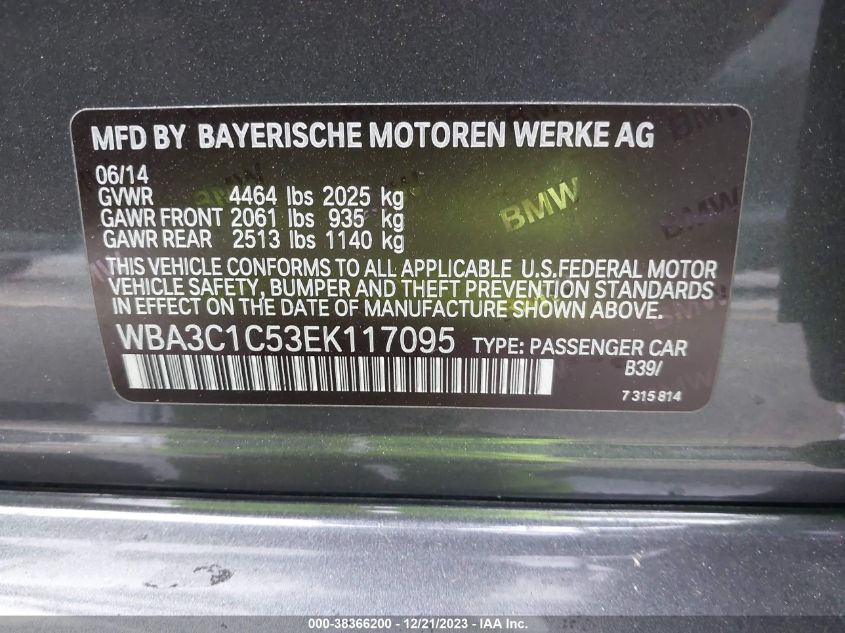 MFD BY BAYERISCHE MOTOREN WERKE AG
06/14
GVWR 4464 lbs 2025 kg
GAWR FRONT 2061 lbs 935 kg
GAWR REAR 2513 lbs 1140 kg
THIS VEHICLE CONFORMS TO ALL APPLICABLE U.S.FEDERAL MOTOR
VEHICLE SAFETY, BUMPER AND THEFT PREVENTION STANDARDS
IN EFFECT ON THE DATE OF MANUFACTURE SHOWN ABOVE.
WBA3C1C53EK117095 TYPE: PASSENGER CAR
B39/
7 315 814
BMW
BMW
BMW
000-38366200 - 12/21/2023 - IAA Inc.